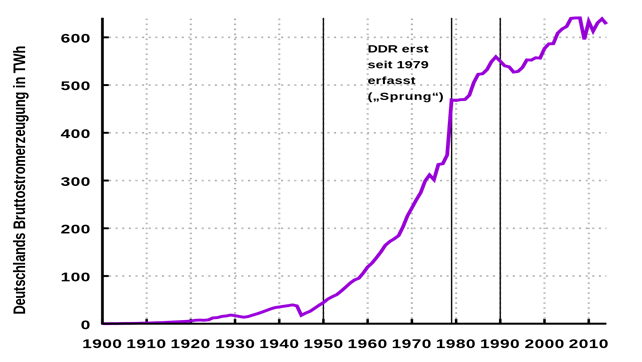 Deutschlands Bruttostromerzeugung in TWh
600
500
400
300
200
100
0
DDR erst
seit 1979
erfasst
(„Sprung“)
1900 1910 1920 1930 1940 1950 1960 1970 1980 1990 2000 2010